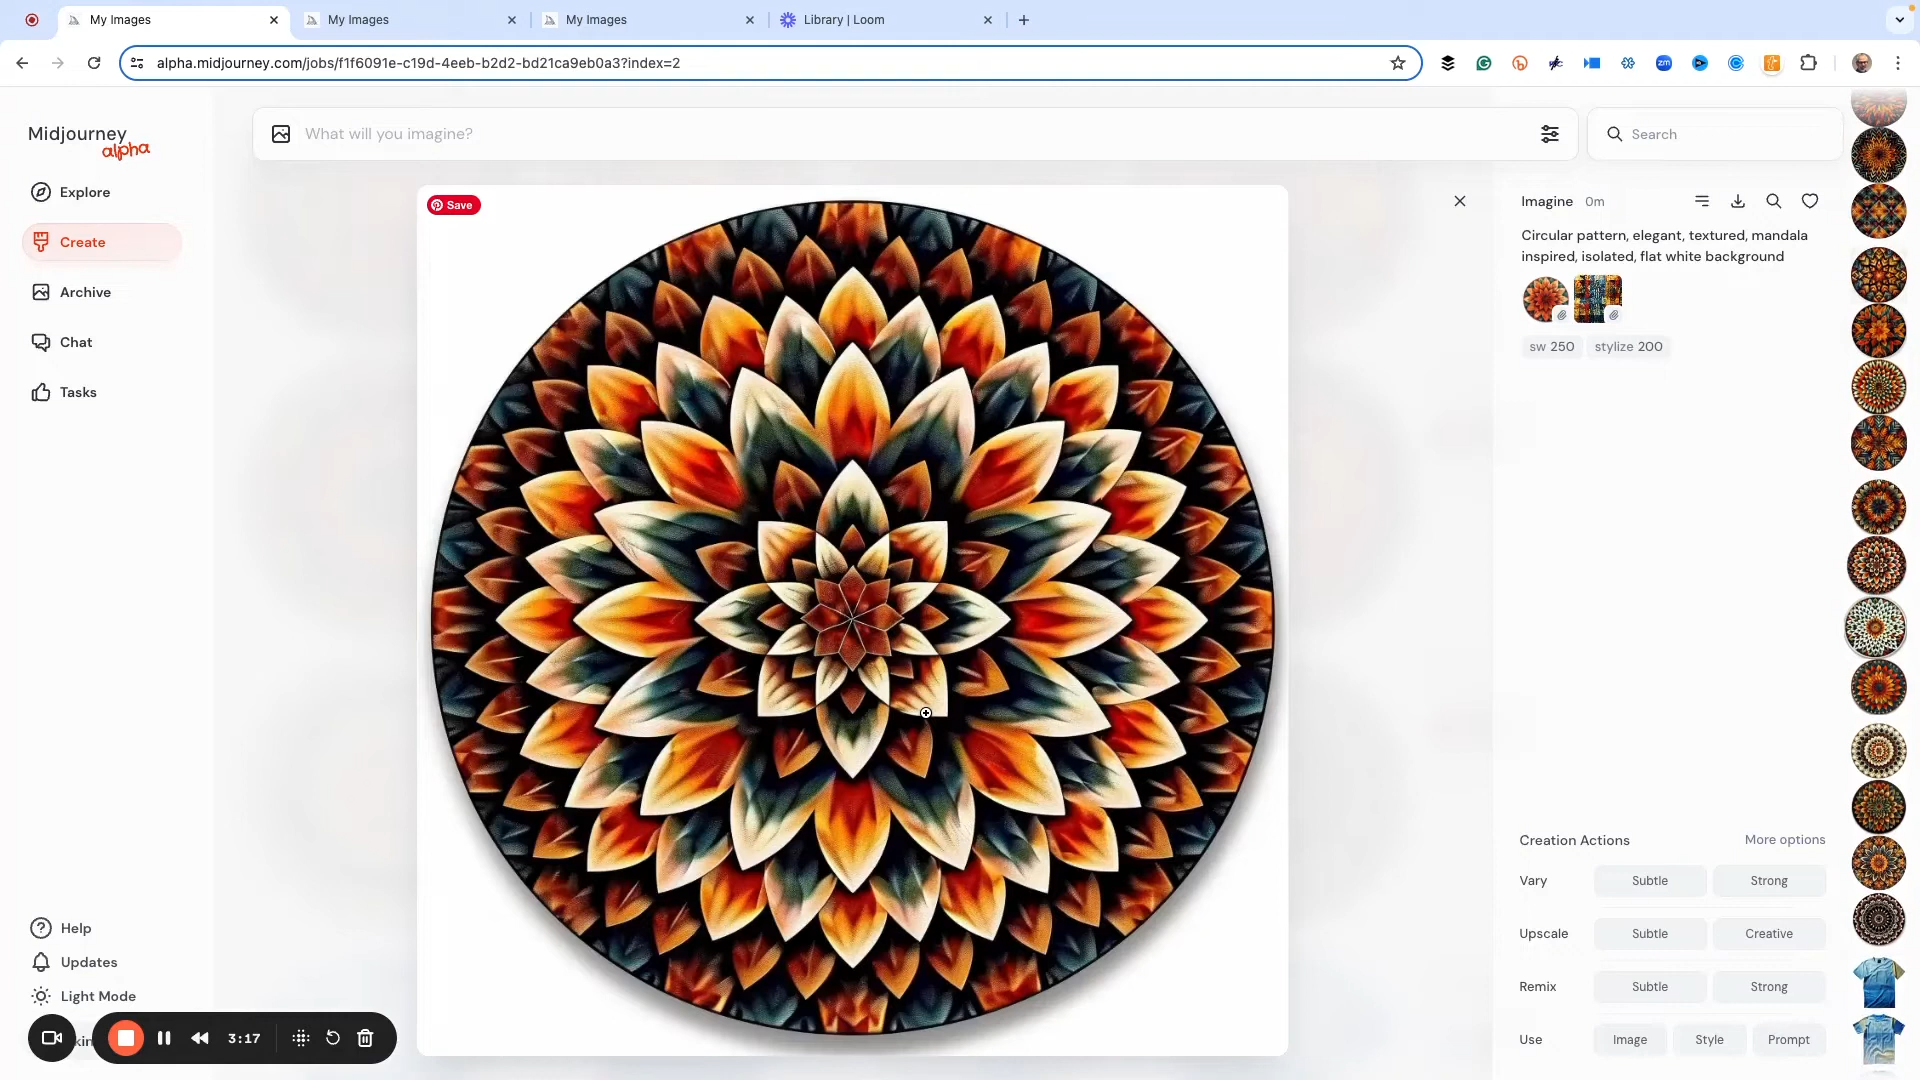 My Images
My Images
My Images
Library | Loom
alpha.midjourney.com/jobs/f1f6091e-c19d-4eeb-b2d2-bd21ca9eb0a3?index=2
zm
Midjourney
alpha
What will you imagine?
Search
Explore
Create
Archive
Chat
Tasks
Save
Imagine 0m
Circular pattern, elegant, textured, mandala
inspired, isolated, flat white background
sw 250 stylize 200
Creation Actions More options
Vary Subtle Strong
Upscale Subtle Creative
Remix Subtle Strong
Use Image Style Prompt
Help
Updates
Light Mode
3:17